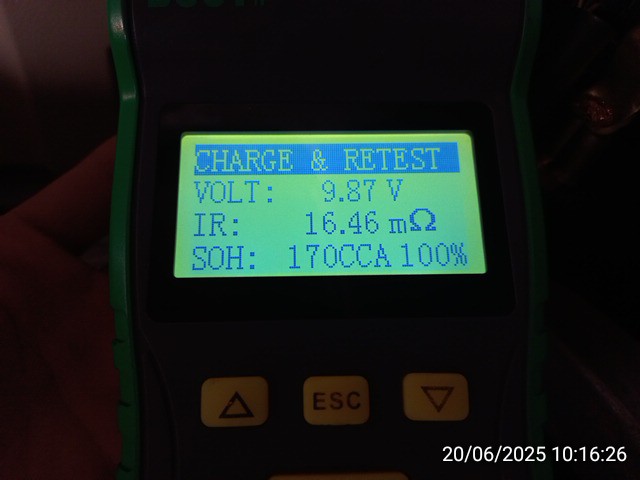 CHARGE & RETEST
VOLT: 9.87 V
IR: 16.46 mΩ
SOH: 170CCA 100%
ESC
20/06/2025 10:16:26